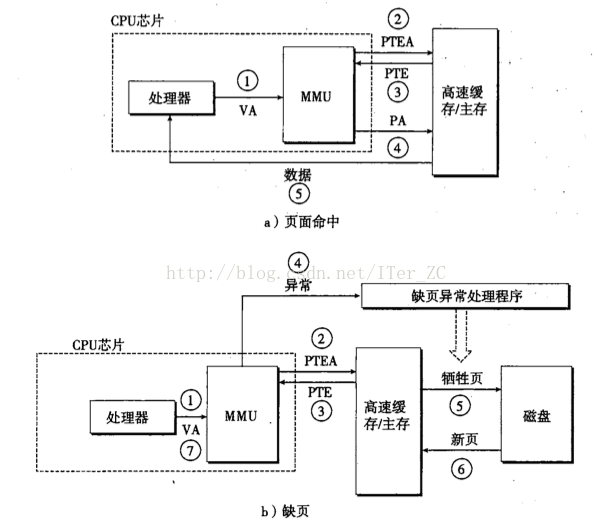 CPU芯片
②
PTEA
①
处理器
VA
MMU
PTE
③
PA
④
高速缓存/主存
数据
⑤
a）页面命中
http://blog.csdn.net/ITer_ZC
④
异常
缺页异常处理程序
CPU芯片
②
PTEA
①
处理器
VA
⑦
MMU
PTE
③
高速缓存/主存
牺牲页
⑤
新页
⑥
磁盘
b）缺页